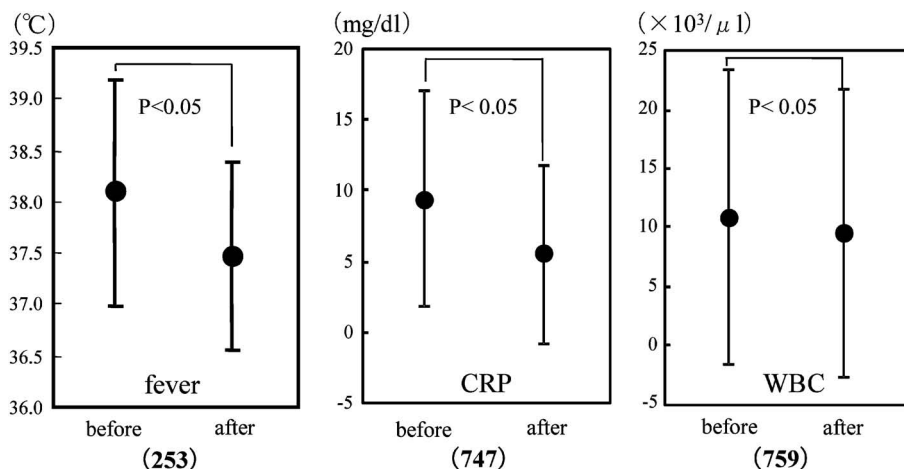 (℃)
39.5
39.0
38.5
38.0
37.5
37.0
36.5
36.0
P<0.05
fever
before after
(253)
(mg/dl)
20
15
10
5
0
-5
P< 0.05
CRP
before after
(747)
(×10³/μl)
25
20
15
10
5
0
-5
P< 0.05
WBC
before after
(759)